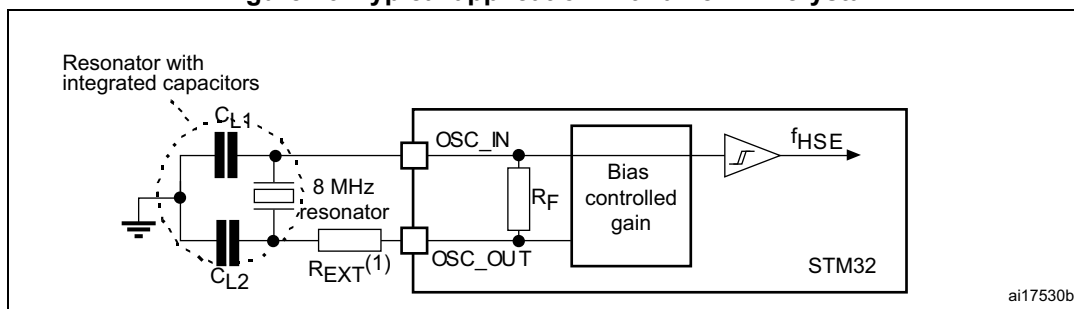 Resonator with
integrated capacitors
CL1
OSC_IN
fHSE
8 MHz
resonator
RF
Bias
controlled
gain
REXT(1)
OSC_OUT
STM32
CL2
ai17530b